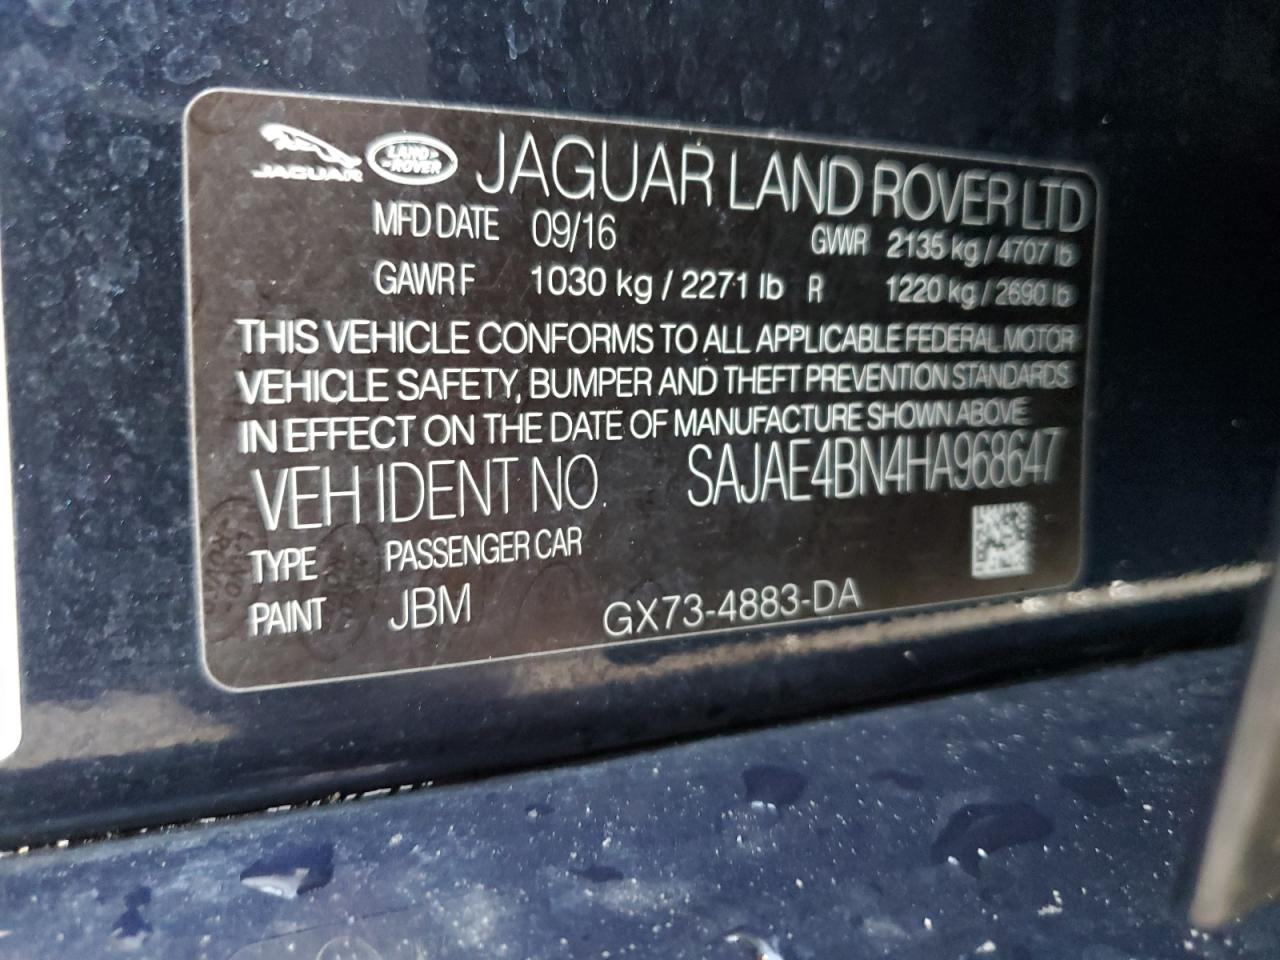 JAGUAR LAND ROVER JAGUAR LAND ROVER LTD
MFD DATE 09/16 GVWR 2135 kg / 4707 lb
GAWR F 1030 kg / 2271 lb R 1220 kg / 2690 lb
THIS VEHICLE CONFORMS TO ALL APPLICABLE FEDERAL MOTOR
VEHICLE SAFETY, BUMPER AND THEFT PREVENTION STANDARDS
IN EFFECT ON THE DATE OF MANUFACTURE SHOWN ABOVE
VEH IDENT NO. SAJAE4BN4HA968647
TYPE PASSENGER CAR
PAINT JBM GX73-4883-DA